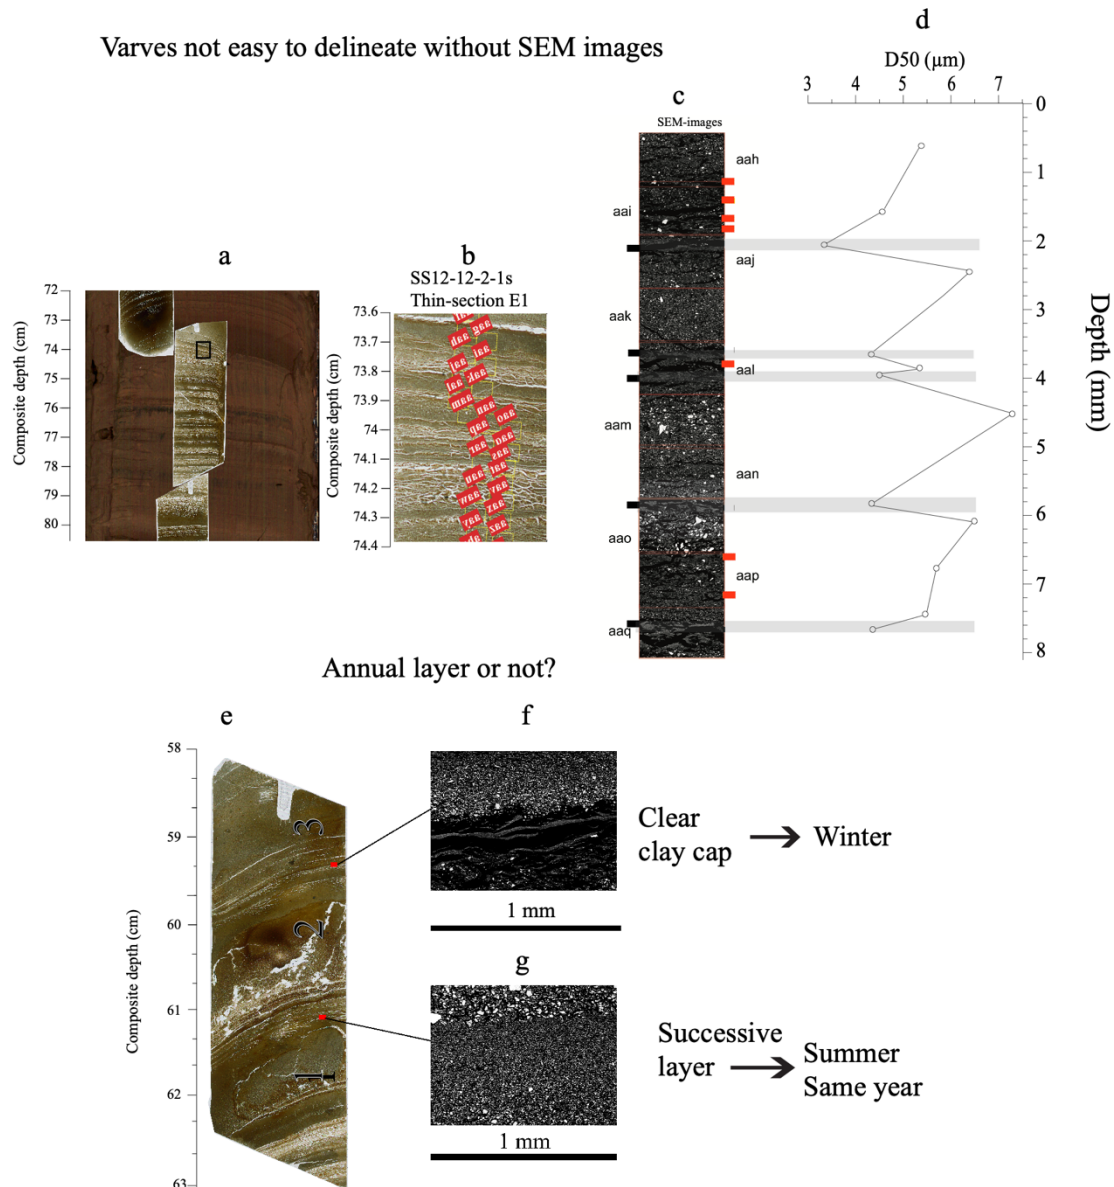 Varves not easy to delineate without SEM images
d
D50 (μm)
3 4 5 6 7
c
SEM-images
0
aah
1
aai
2
a
b
aaj
SS12-12-2-1s
Thin-section E1
72
73
74
75
76
77
78
79
80
Composite depth (cm)
73.6
73.7
73.8
73.9
74
74.1
74.2
74.3
74.4
Composite depth (cm)
3
aak
aal
4
aam
Depth (mm)
5
aan
6
aao
aap
7
aaq
8
Annual layer or not?
e
f
58
59
60
61
62
63
Composite depth (cm)
3
2
1
Clear
clay cap
Winter
1 mm
g
Successive
layer
Summer
Same year
1 mm